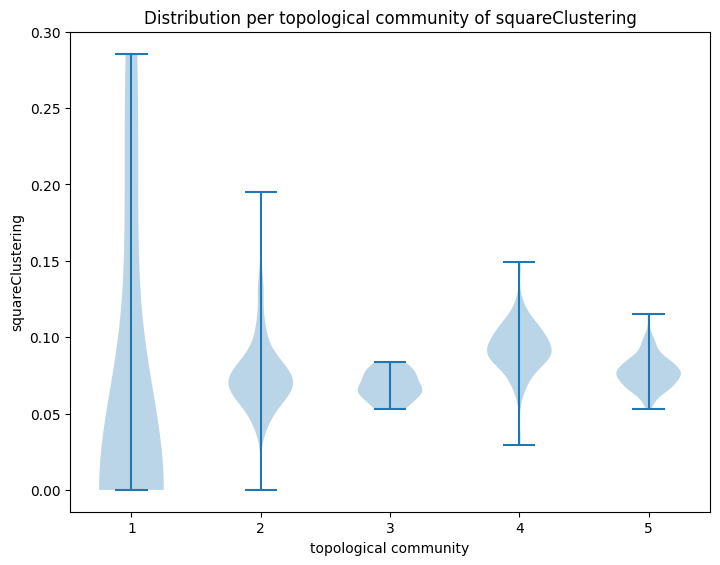 Distribution per topological community of squareClustering
0.30
0.25
0.20
0.15
0.10
0.05
0.00
squareClustering
1 2 3 4 5
topological community